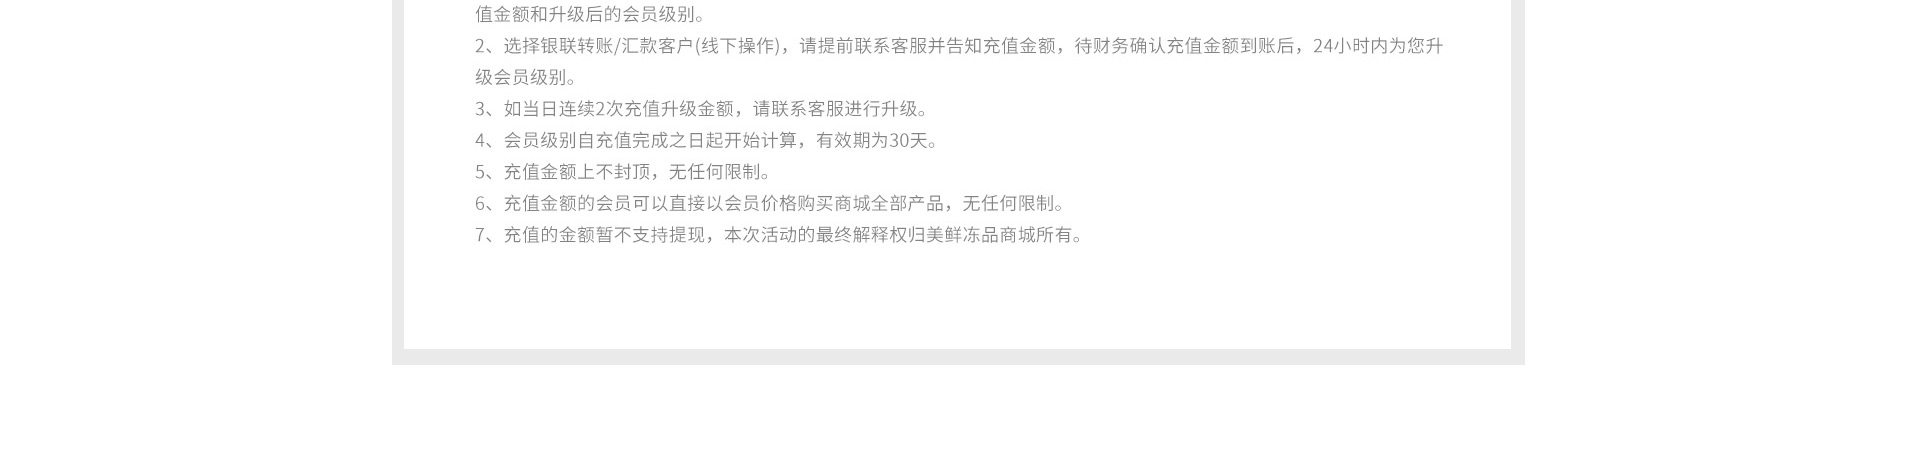 值金额和升级后的会员级别。
2、选择银联转账/汇款客户(线下操作)，请提前联系客服并告知充值金额，待财务确认充值金额到账后，24小时内为您升
级会员级别。
3、如当日连续2次充值升级金额，请联系客服进行升级。
4、会员级别自充值完成之日起开始计算，有效期为30天。
5、充值金额上不封顶，无任何限制。
6、充值金额的会员可以直接以会员价格购买商城全部产品，无任何限制。
7、充值的金额暂不支持提现，本次活动的最终解释权归美鲜冻品商城所有。